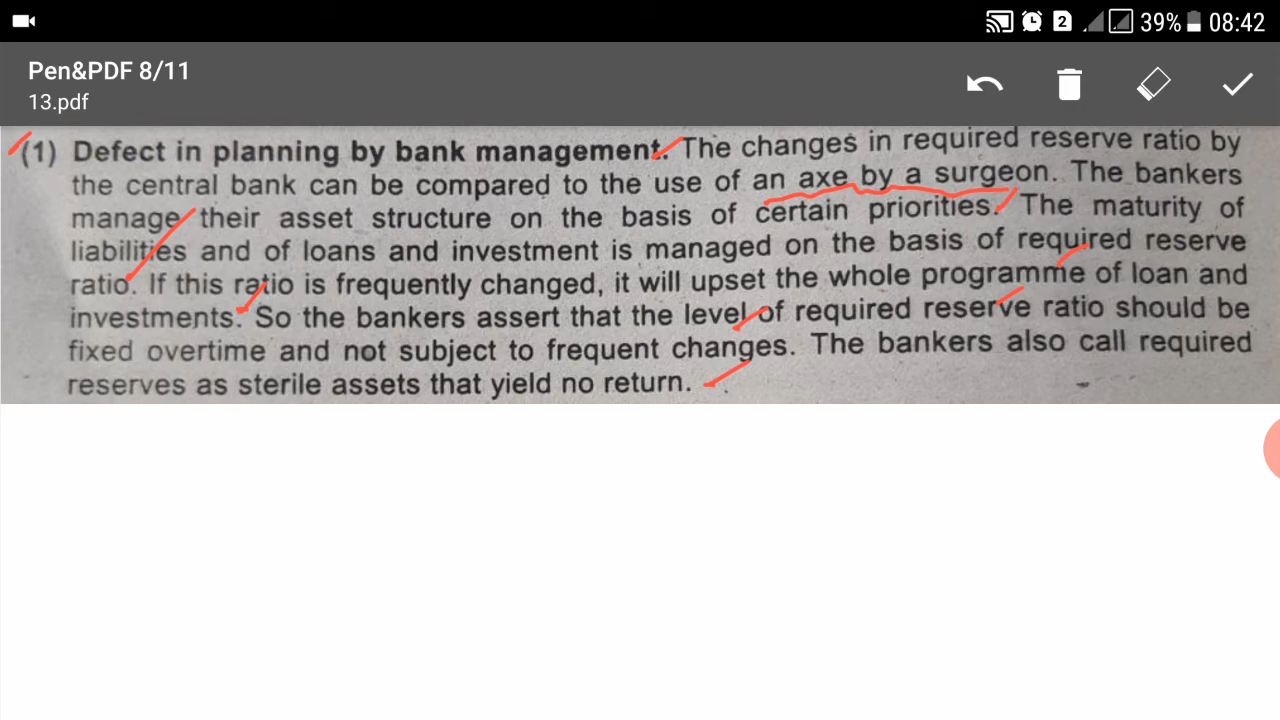 2 39% 08:42
Pen&PDF 8/11
13.pdf
(1) Defect in planning by bank management. The changes in required reserve ratio by
the central bank can be compared to the use of an axe by a surgeon. The bankers
manage their asset structure on the basis of certain priorities. The maturity of
liabilities and of loans and investment is managed on the basis of required reserve
ratio. If this ratio is frequently changed, it will upset the whole programme of loan and
investments. So the bankers assert that the level of required reserve ratio should be
fixed overtime and not subject to frequent changes. The bankers also call required
reserves as sterile assets that yield no return.